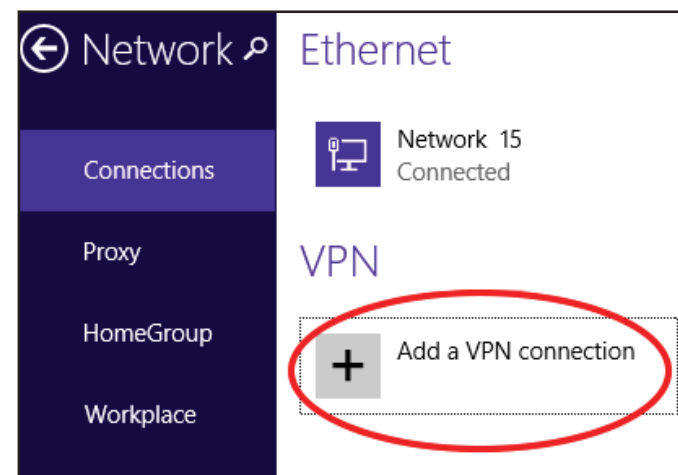 Network
Connections
Proxy
HomeGroup
Workplace
Ethernet
Network 15
Connected
VPN
Add a VPN connection